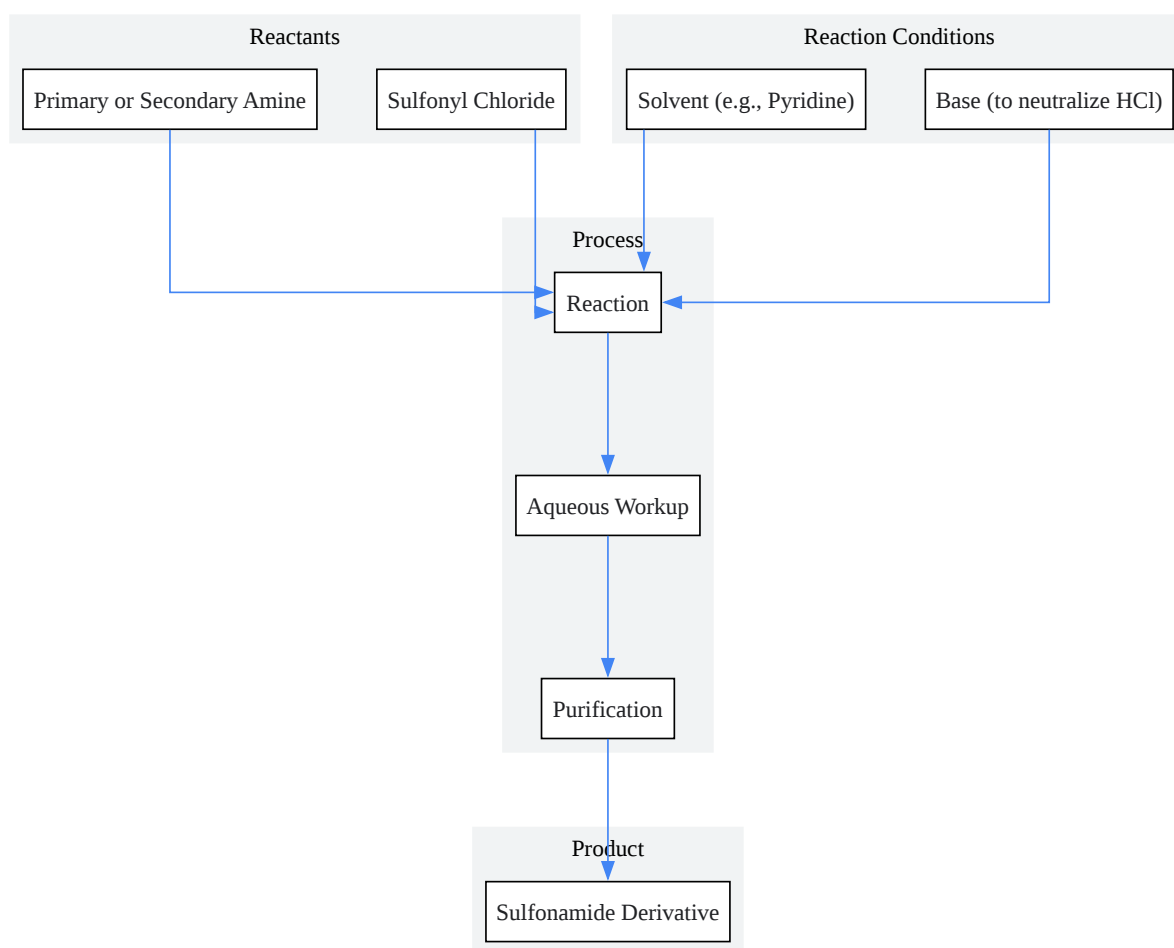 Reactants
Reaction Conditions
Primary or Secondary Amine
Sulfonyl Chloride
Solvent (e.g., Pyridine)
Base (to neutralize HCl)
Process
Reaction
Aqueous Workup
Purification
Product
Sulfonamide Derivative